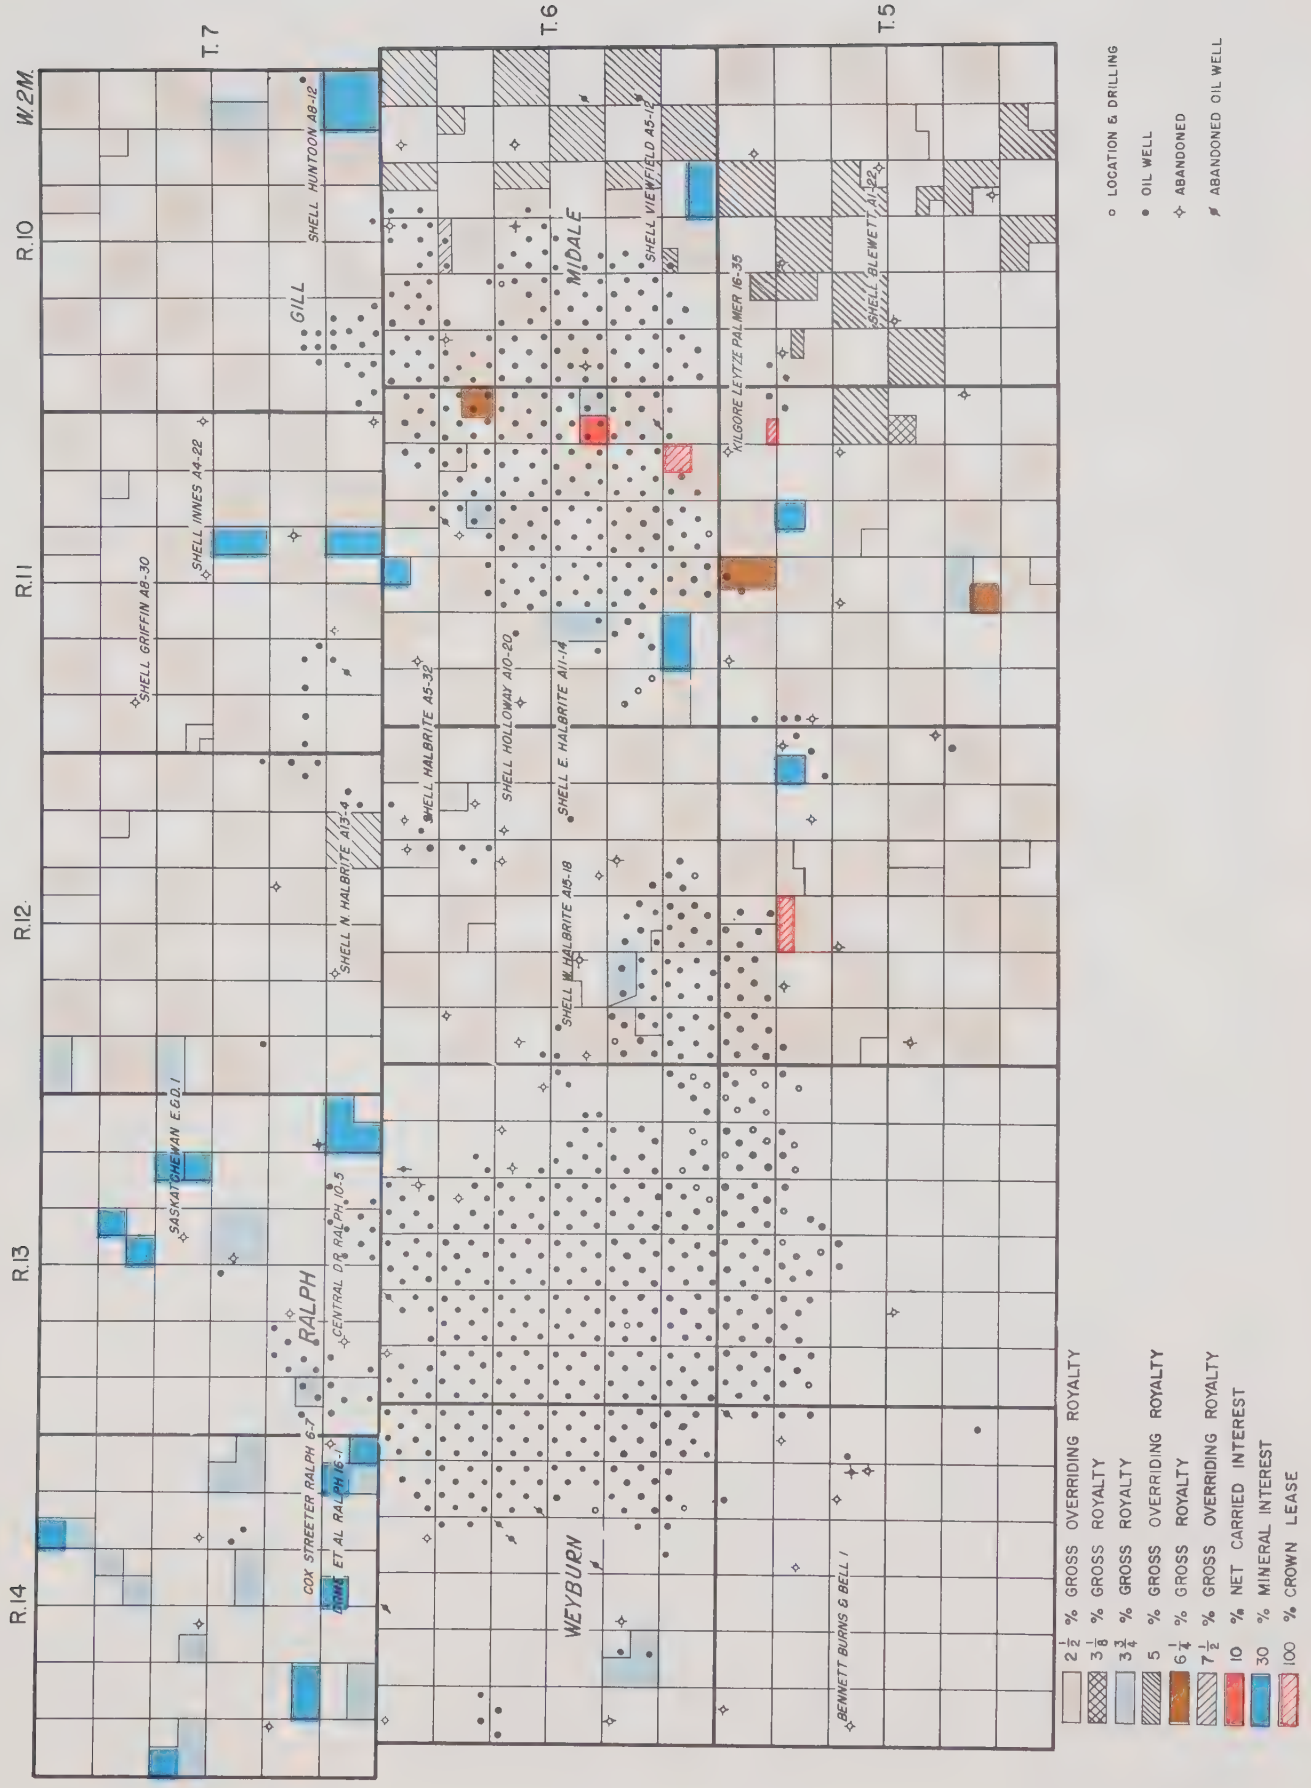 R.14
R.13
R.12
R.11
R.10
W. 2M.
T. 7
T. 6
T. 5
SHELL HUNTOON A8-12
GILL
SHELL INNES A4-22
SHELL GRIFFIN A8-30
SHELL N. HALBRITE A13-4
SASKATCHEWAN E.&D. 1
CENTRAL D.R. RALPH 10-5
RALPH
COX STREETER RALPH 6-7
DOME ET AL RALPH 16-1
SHELL VIEWFIELD A5-12
MIDALE
SHELL HALBRITE A5-32
SHELL HOLLOWAY A10-20
SHELL E. HALBRITE A11-14
SHELL W. HALBRITE A15-18
WEYBURN
KILGORE LEYTZE PALMER 16-35
SHELL BLEWETT A1-22
BENNETT BURNS & BELL 1
LOCATION & DRILLING
OIL WELL
ABANDONED
ABANDONED OIL WELL
2 1/2 % GROSS OVERRIDING ROYALTY
3 1/8 % GROSS ROYALTY
3 3/4 % GROSS ROYALTY
5 % GROSS OVERRIDING ROYALTY
6 1/4 % GROSS ROYALTY
7 1/2 % GROSS OVERRIDING ROYALTY
10 % NET CARRIED INTEREST
30 % MINERAL INTEREST
100 % CROWN LEASE